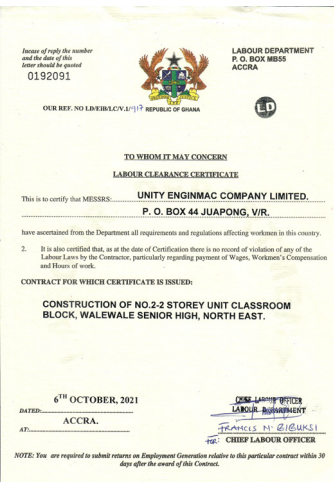 Incase of reply the number
and the date of this
letter should be quoted
0192091
LABOUR DEPARTMENT
P. O. BOX MB55
ACCRA
OUR REF. NO LD/EIB/LC/V.1/917 REPUBLIC OF GHANA
LD
TO WHOM IT MAY CONCERN
LABOUR CLEARANCE CERTIFICATE
This is to certify that MESSRS: UNITY ENGINMAC COMPANY LIMITED.
P. O. BOX 44 JUAPONG, V/R.
have ascertained from the Department all requirements and regulations affecting workmen in this country.
2. It is also certified that, as at the date of Certification there is no record of violation of any of the
Labour Laws by the Contractor, particularly regarding payment of Wages, Workmen's Compensation
and Hours of work.
CONTRACT FOR WHICH CERTIFICATE IS ISSUED:
CONSTRUCTION OF NO.2-2 STOREY UNIT CLASSROOM
BLOCK, WALEWALE SENIOR HIGH, NORTH EAST.
6TH OCTOBER, 2021
DATED:
ACCRA.
AT:
CHIEF LABOUR OFFICER
LABOUR DEPARTMENT
FRANCIS M. BIGUKSI
FOR: CHIEF LABOUR OFFICER
NOTE: You are required to submit returns on Employment Generation relative to this particular contract within 30
days after the award of this Contract.